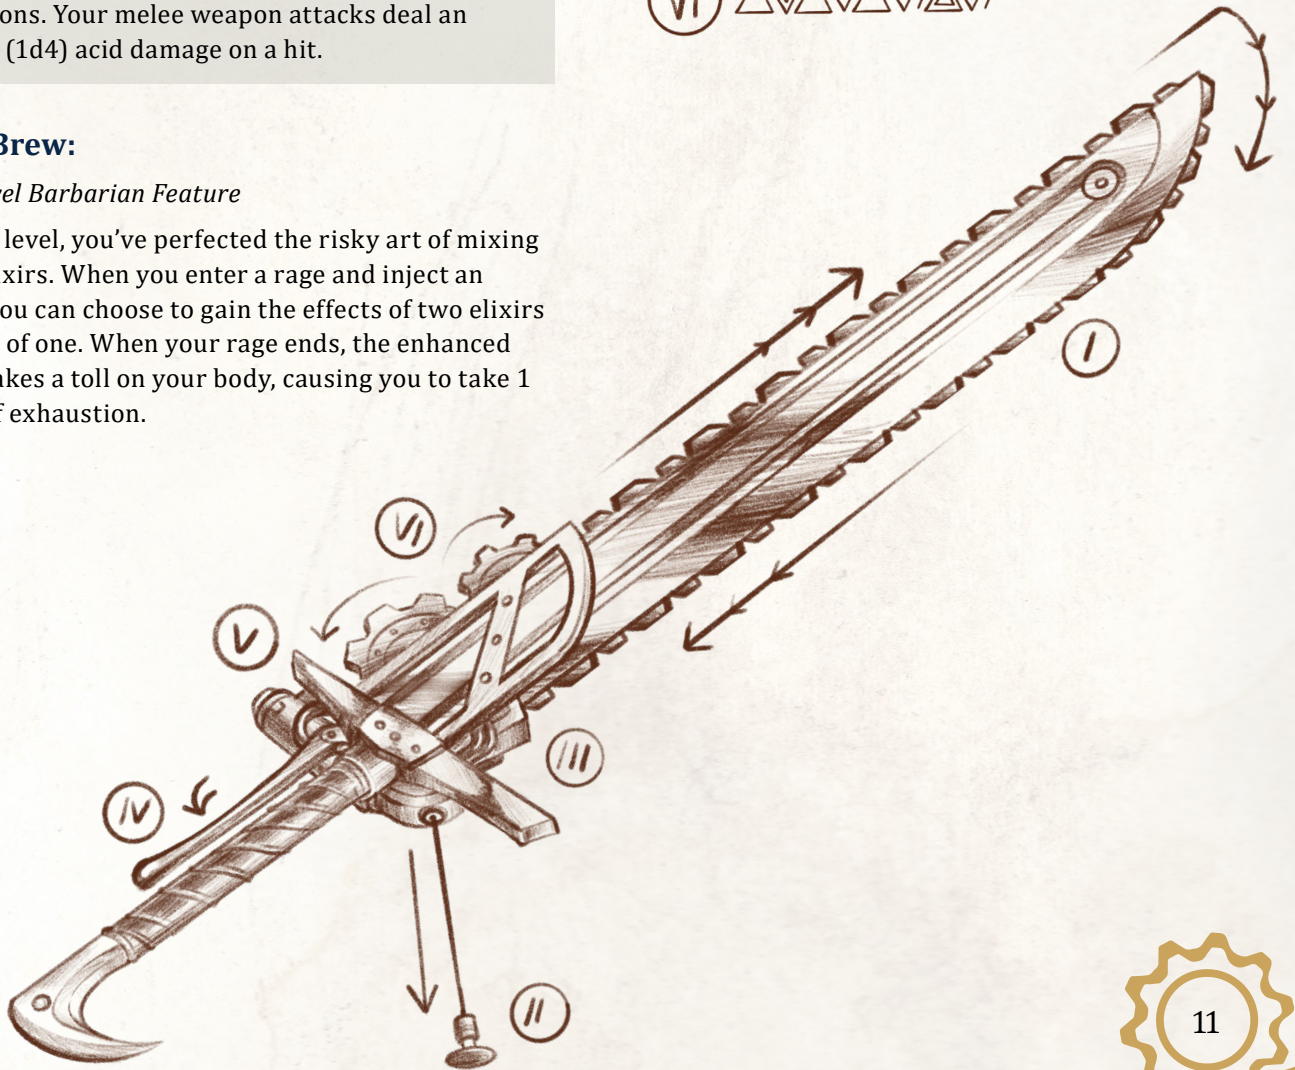 ons. Your melee weapon attacks deal an
(1d4) acid damage on a hit.
Brew:
vel Barbarian Feature
level, you’ve perfected the risky art of mixing
xirs. When you enter a rage and inject an
ou can choose to gain the effects of two elixirs
of one. When your rage ends, the enhanced
akes a toll on your body, causing you to take 1
f exhaustion.
VI
I
VI
V
III
IV
II
11